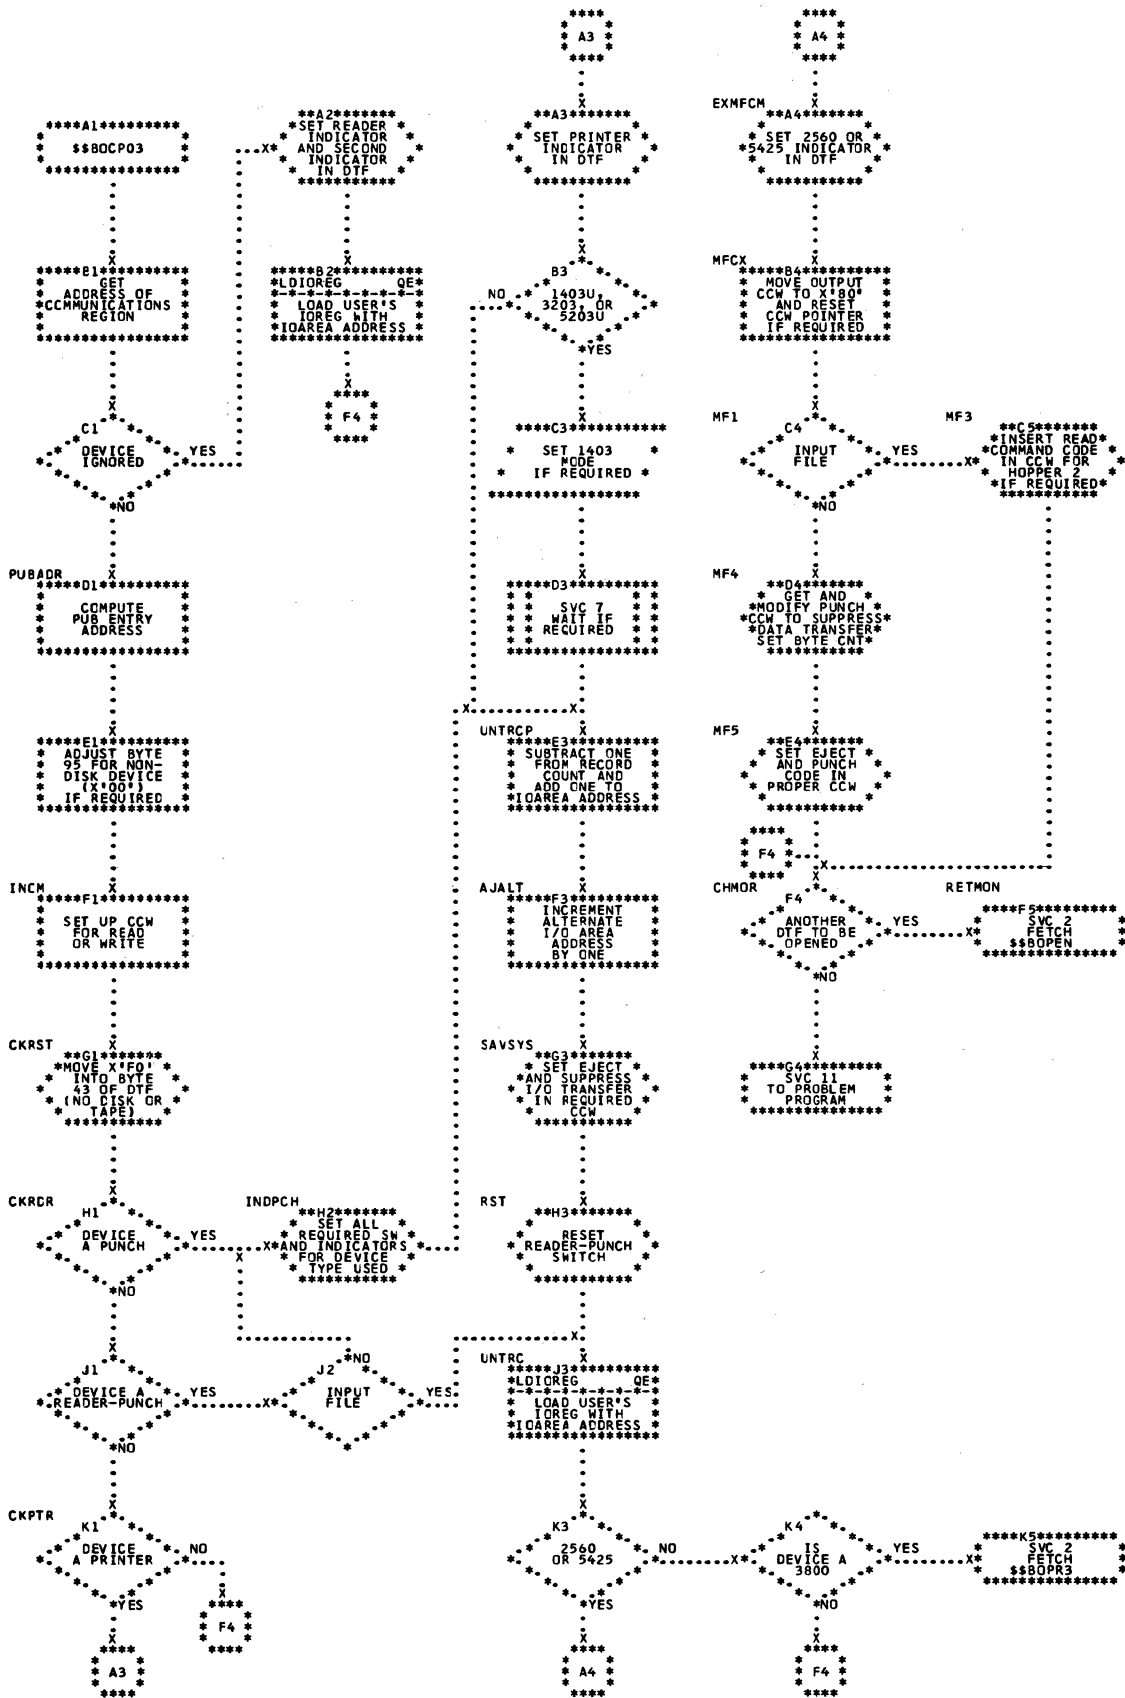 A3
A4
A1
$$BOCP03
A2
SET READER
INDICATOR
AND SECOND
INDICATOR
IN DTF
A3
SET PRINTER
INDICATOR
IN DTF
EXMFCM
A4
SET 2560 OR
5425 INDICATOR
IN DTF
B1
GET
ADDRESS OF
COMMUNICATIONS
REGION
B2
LDIOREG QE
LOAD USER'S
IOREG WITH
IOAREA ADDRESS
B3
1403U,
3203, OR
5203U
NO
YES
MFCX
B4
MOVE OUTPUT
CCW TO X'80'
AND RESET
CCW POINTER
IF REQUIRED
F4
C1
DEVICE
IGNORED
YES
NO
C3
SET 1403
MODE
IF REQUIRED
MF1
C4
INPUT
FILE
YES
NO
MF3
C5
INSERT READ
COMMAND CODE
IN CCW FOR
HOPPER 2
IF REQUIRED
PUBADR
D1
COMPUTE
PUB ENTRY
ADDRESS
D3
SVC 7
WAIT IF
REQUIRED
MF4
D4
GET AND
MODIFY PUNCH
CCW TO SUPPRESS
DATA TRANSFER
SET BYTE CNT
E1
ADJUST BYTE
95 FOR NON-
DISK DEVICE
(X'00')
IF REQUIRED
UNTRCP
E3
SUBTRACT ONE
FROM RECORD
COUNT AND
ADD ONE TO
IOAREA ADDRESS
MF5
E4
SET EJECT
AND PUNCH
CODE IN
PROPER CCW
F4
INCM
F1
SET UP CCW
FOR READ
OR WRITE
AJALT
F3
INCREMENT
ALTERNATE
I/O AREA
ADDRESS
BY ONE
CHMOR
F4
ANOTHER
DTF TO BE
OPENED
YES
NO
RETMON
F5
SVC 2
FETCH
$$BOPEN
CKRST
G1
MOVE X'F0'
INTO BYTE
43 OF DTF
(NO DISK OR
TAPE)
SAVSYS
G3
SET EJECT
AND SUPPRESS
I/O TRANSFER
IN REQUIRED
CCW
G4
SVC 11
TO PROBLEM
PROGRAM
CKRDR
H1
DEVICE
A PUNCH
YES
NO
INDPCH
H2
SET ALL
REQUIRED SW
AND INDICATORS
FOR DEVICE
TYPE USED
RST
H3
RESET
READER-PUNCH
SWITCH
J1
DEVICE A
READER-PUNCH
YES
NO
J2
INPUT
FILE
NO
YES
UNTRC
J3
LDIOREG QE
LOAD USER'S
IOREG WITH
IOAREA ADDRESS
CKPTR
K1
DEVICE
A PRINTER
NO
YES
F4
K3
2560
OR 5425
NO
YES
K4
IS
DEVICE A
3800
YES
NO
K5
SVC 2
FETCH
$$BOPR3
A3
A4
F4